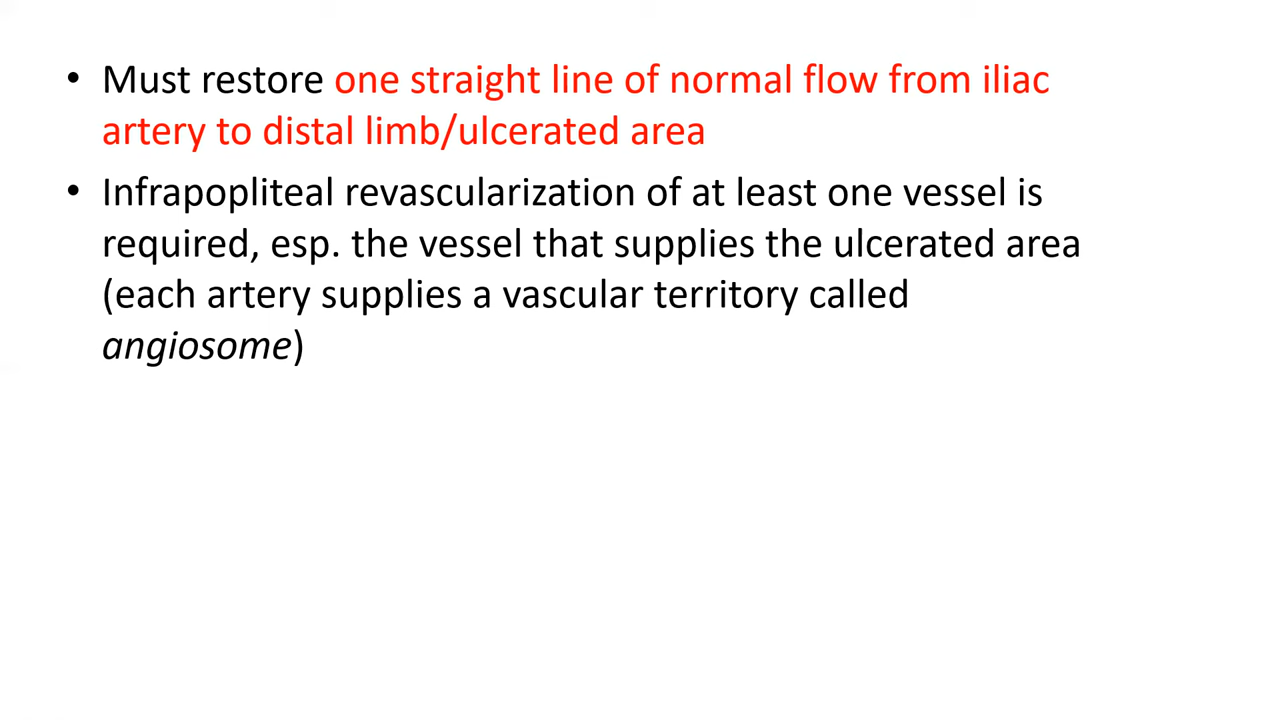 • Must restore one straight line of normal flow from iliac
artery to distal limb/ulcerated area
• Infrapopliteal revascularization of at least one vessel is
required, esp. the vessel that supplies the ulcerated area
(each artery supplies a vascular territory called
angiosome)